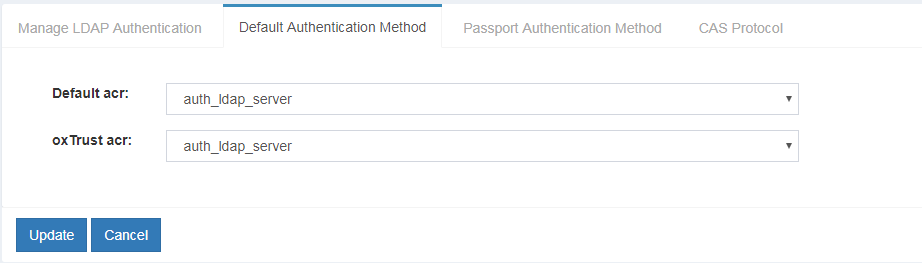 Manage LDAP Authentication Default Authentication Method Passport Authentication Method CAS Protocol
Default acr: auth_ldap_server
oxTrust acr: auth_ldap_server
Update Cancel